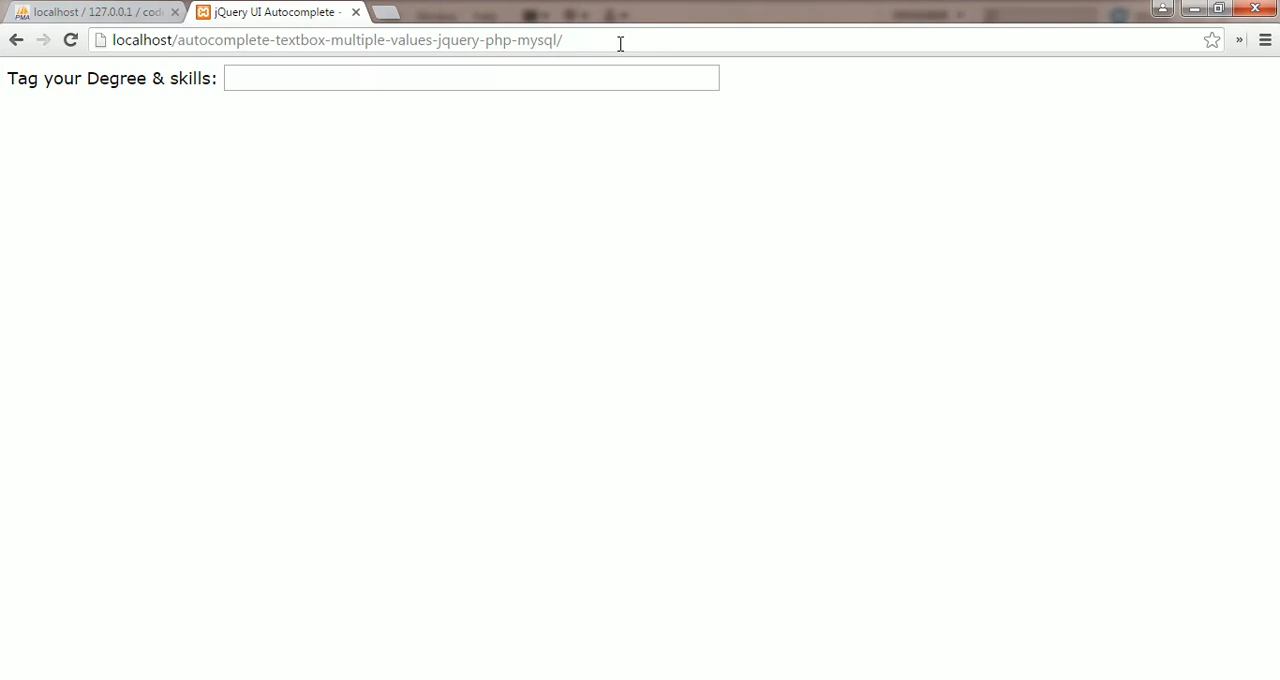 localhost / 127.0.0.1 / cod
jQuery UI Autocomplete -
localhost/autocomplete-textbox-multiple-values-jquery-php-mysql/
»
Tag your Degree & skills: